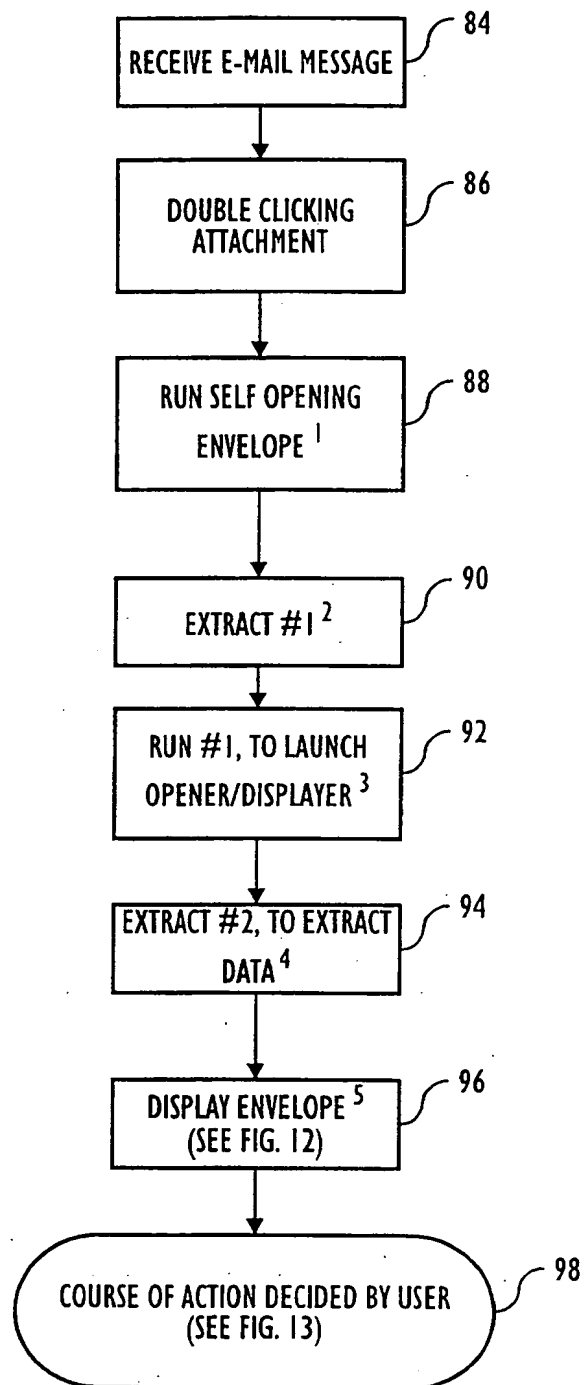 RECEIVE E-MAIL MESSAGE
84
DOUBLE CLICKING
ATTACHMENT
86
RUN SELF OPENING
ENVELOPE 1
88
EXTRACT #1 2
90
RUN #1, TO LAUNCH
OPENER/DISPLAYER 3
92
EXTRACT #2, TO EXTRACT
DATA 4
94
DISPLAY ENVELOPE 5
(SEE FIG. 12)
96
COURSE OF ACTION DECIDED BY USER
(SEE FIG. 13)
98